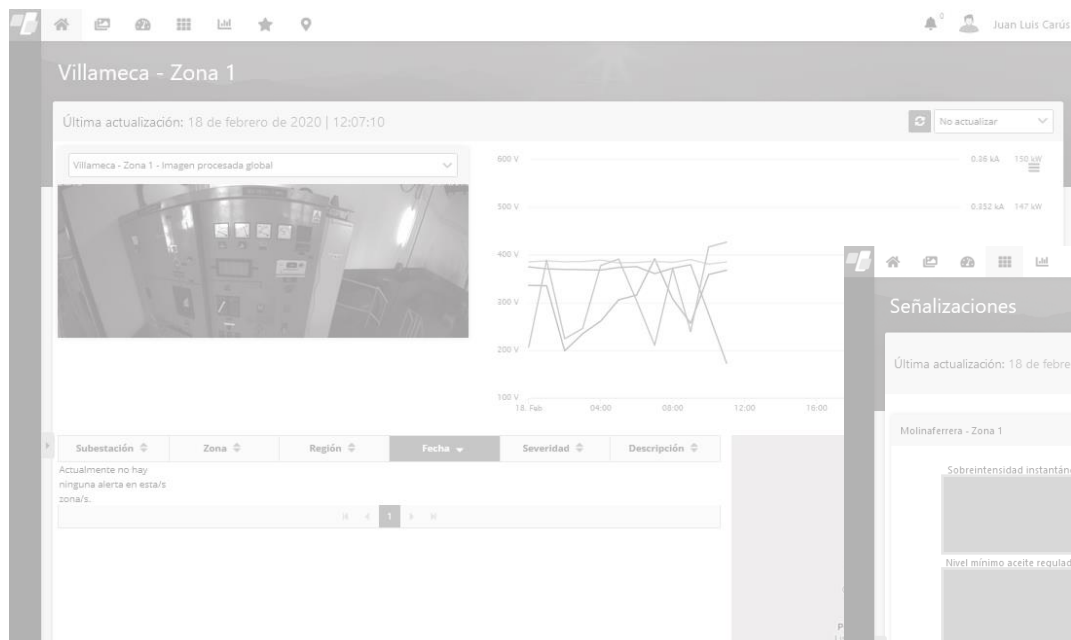 0
Juan Luis Carús
Villameca - Zona 1
Última actualización: 18 de febrero de 2020 | 12:07:10
No actualizar
Villameca - Zona 1 - Imagen procesada global
600 V
0.36 kA 150 kW
500 V
0.352 kA 147 kW
400 V
300 V
200 V
100 V
18. Feb 04:00 08:00 12:00 16:00
Subestación Zona Región Fecha Severidad Descripción
Actualmente no hay
ninguna alerta en esta/s
zona/s.
1
P
Señalizaciones
Última actualización: 18 de febre
Molinaferrera - Zona 1
Sobreintensidad instantán
Nivel mínimo aceite regulad